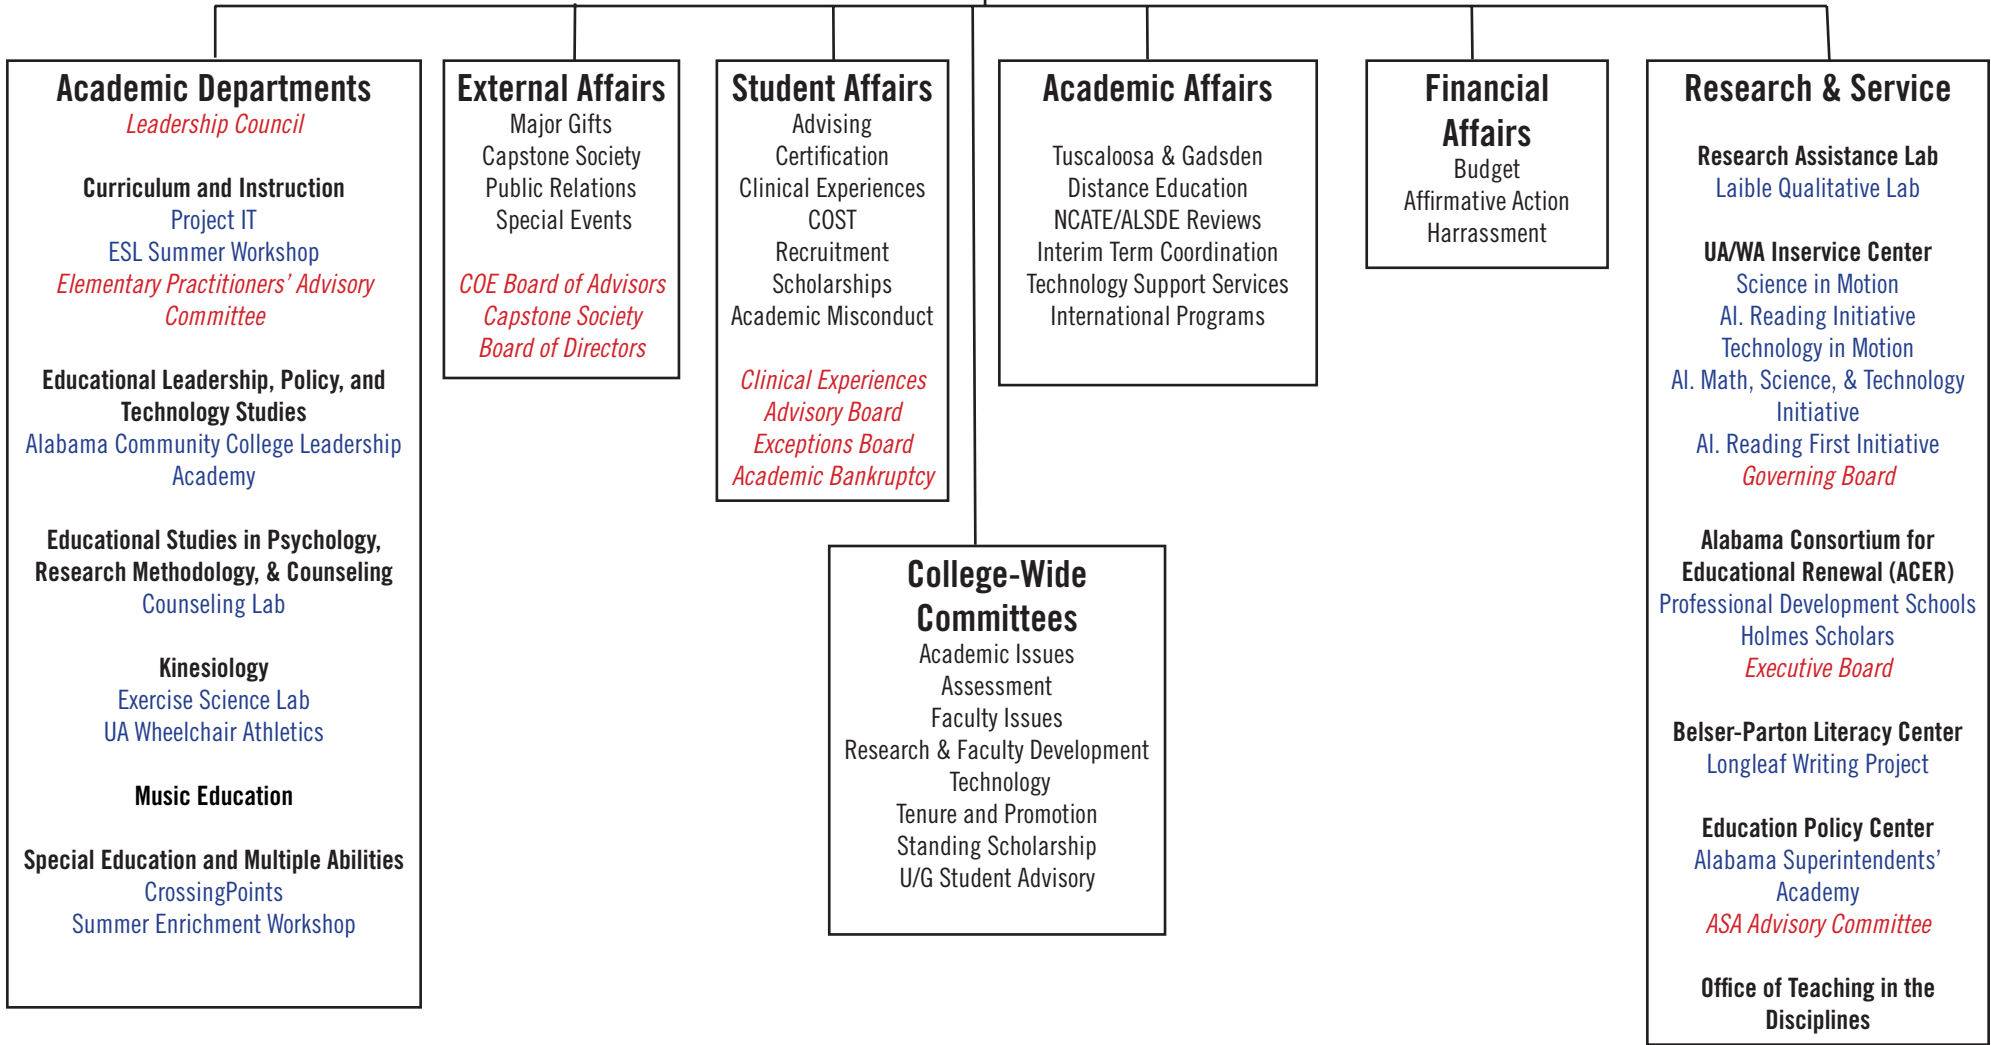 Academic Departments
Leadership Council
Curriculum and Instruction
Project IT
ESL Summer Workshop
Elementary Practitioners’ Advisory
Committee
Educational Leadership, Policy, and
Technology Studies
Alabama Community College Leadership
Academy
Educational Studies in Psychology,
Research Methodology, & Counseling
Counseling Lab
Kinesiology
Exercise Science Lab
UA Wheelchair Athletics
Music Education
Special Education and Multiple Abilities
CrossingPoints
Summer Enrichment Workshop
External Affairs
Major Gifts
Capstone Society
Public Relations
Special Events
COE Board of Advisors
Capstone Society
Board of Directors
Student Affairs
Advising
Certification
Clinical Experiences
COST
Recruitment
Scholarships
Academic Misconduct
Clinical Experiences
Advisory Board
Exceptions Board
Academic Bankruptcy
College-Wide
Committees
Academic Issues
Assessment
Faculty Issues
Research & Faculty Development
Technology
Tenure and Promotion
Standing Scholarship
U/G Student Advisory
Academic Affairs
Tuscaloosa & Gadsden
Distance Education
NCATE/ALSDE Reviews
Interim Term Coordination
Technology Support Services
International Programs
Financial
Affairs
Budget
Affirmative Action
Harrassment
Research & Service
Research Assistance Lab
Laible Qualitative Lab
UA/WA Inservice Center
Science in Motion
Al. Reading Initiative
Technology in Motion
Al. Math, Science, & Technology
Initiative
Al. Reading First Initiative
Governing Board
Alabama Consortium for
Educational Renewal (ACER)
Professional Development Schools
Holmes Scholars
Executive Board
Belser-Parton Literacy Center
Longleaf Writing Project
Education Policy Center
Alabama Superintendents’
Academy
ASA Advisory Committee
Office of Teaching in the
Disciplines